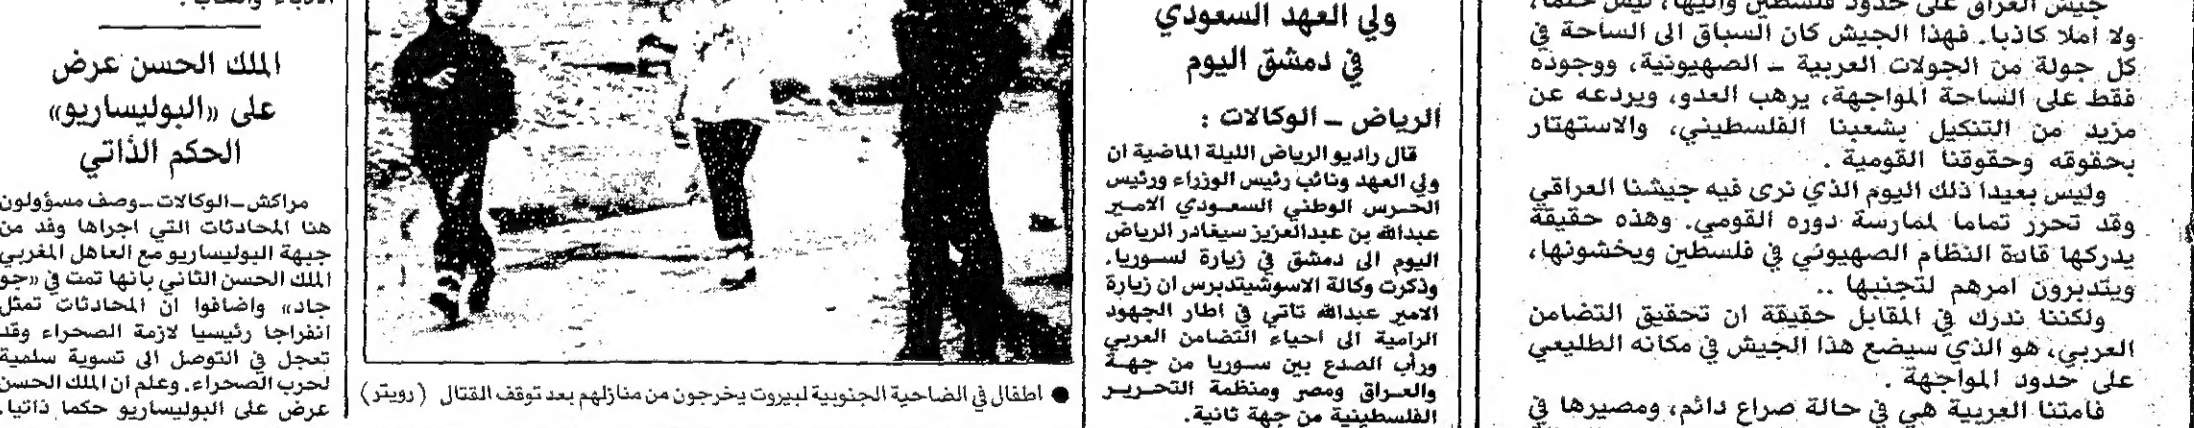 جيش العراق على حدود فلسطين واليها، ليس حلما،
ولا املا كاذبا.. فهذا الجيش كان السباق الى الساحة في
كل جولة من الجولات العربية ـ الصهيونية، ووجوده
فقط على الساحة المواجهة، يرهب العدو، ويردعه عن
مزيد من التنكيل بشعبنا الفلسطيني، والاستهتار
بحقوقه وحقوقنا القومية .
وليس بعيدا ذلك اليوم الذي نرى فيه جيشنا العراقي
وقد تحرر تماما لممارسة دوره القومي. وهذه حقيقة
يدركها قادة النظام الصهيوني في فلسطين ويخشونها،
ويتدبرون امرهم لتجنبها ..
ولكننا ندرك في المقابل حقيقة ان تحقيق التضامن
العربي، هو الذي سيضع هذا الجيش في مكانه الطليعي
على حدود المواجهة .
فامتنا العربية هي في حالة صراع دائم، ومصيرها في
ولي العهد السعودي
في دمشق اليوم
الرياض ـ الوكالات :
قال راديو الرياض الليلة الماضية ان
ولي العهد ونائب رئيس الوزراء ورئيس
الحرس الوطني السعودي الامير
عبدالله بن عبدالعزيز سيغادر الرياض
اليوم الى دمشق في زيارة لسوريا.
وذكرت وكالة الاسوشيتدبرس ان زيارة
الامير عبدالله تاتي في اطار الجهود
الرامية الى احياء التضامن العربي
وراب الصدع بين سوريا من جهة
والعراق ومصر ومنظمة التحرير
الفلسطينية من جهة ثانية.
● اطفال في الضاحية الجنوبية لبيروت يخرجون من منازلهم بعد توقف القتال (رويتر)
الملك الحسن عرض
على «البوليساريو»
الحكم الذاتي
مراكش-الوكالات-وصف مسؤولون
هنا المحادثات التي اجراها وفد من
جبهة البوليساريو مع العاهل المغربي
الملك الحسن الثاني بانها تمت في «جو
جاد» واضافوا ان المحادثات تمثل
انفراجا رئيسيا لازمة الصحراء وقد
تعجل في التوصل الى تسوية سلمية
لحرب الصحراء. وعلم ان الملك الحسن
عرض على البوليساريو حكما ذاتيا.